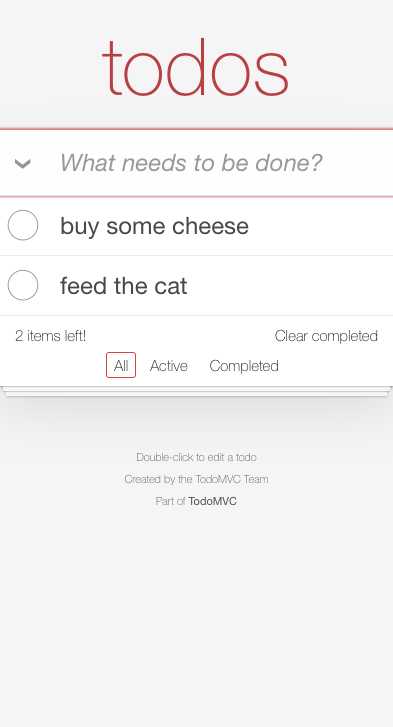 todos
What needs to be done?
buy some cheese
feed the cat
2 items left!
Clear completed
All
Active
Completed
Double-click to edit a todo
Created by the TodoMVC Team
Part of TodoMVC